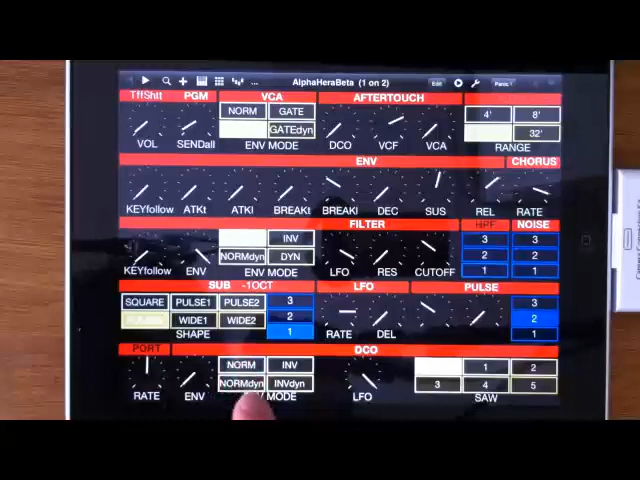 AlphaHeraBeta (1 on 2) Edit Panic!
PGM VCA AFTERTOUCH
NORM GATE 4' 8'
GATEdyn 32'
VOL SENDall ENV MODE DCO VCF VCA RANGE
ENV CHORUS
KEYfollow ATKt ATKl BREAKt BREAKl DEC SUS REL RATE
FILTER HPF NOISE
INV 3 3
NORMdyn DYN 2 2
KEYfollow ENV ENV MODE LFO RES CUTOFF 1 1
SUB -1OCT LFO PULSE
SQUARE PULSE1 PULSE2 3 3
WIDE1 WIDE2 2 2
SHAPE 1 RATE DEL 1
PORT DCO
NORM INV 1 2
NORMdyn INVdyn 3 4 5
RATE ENV MODE LFO SAW